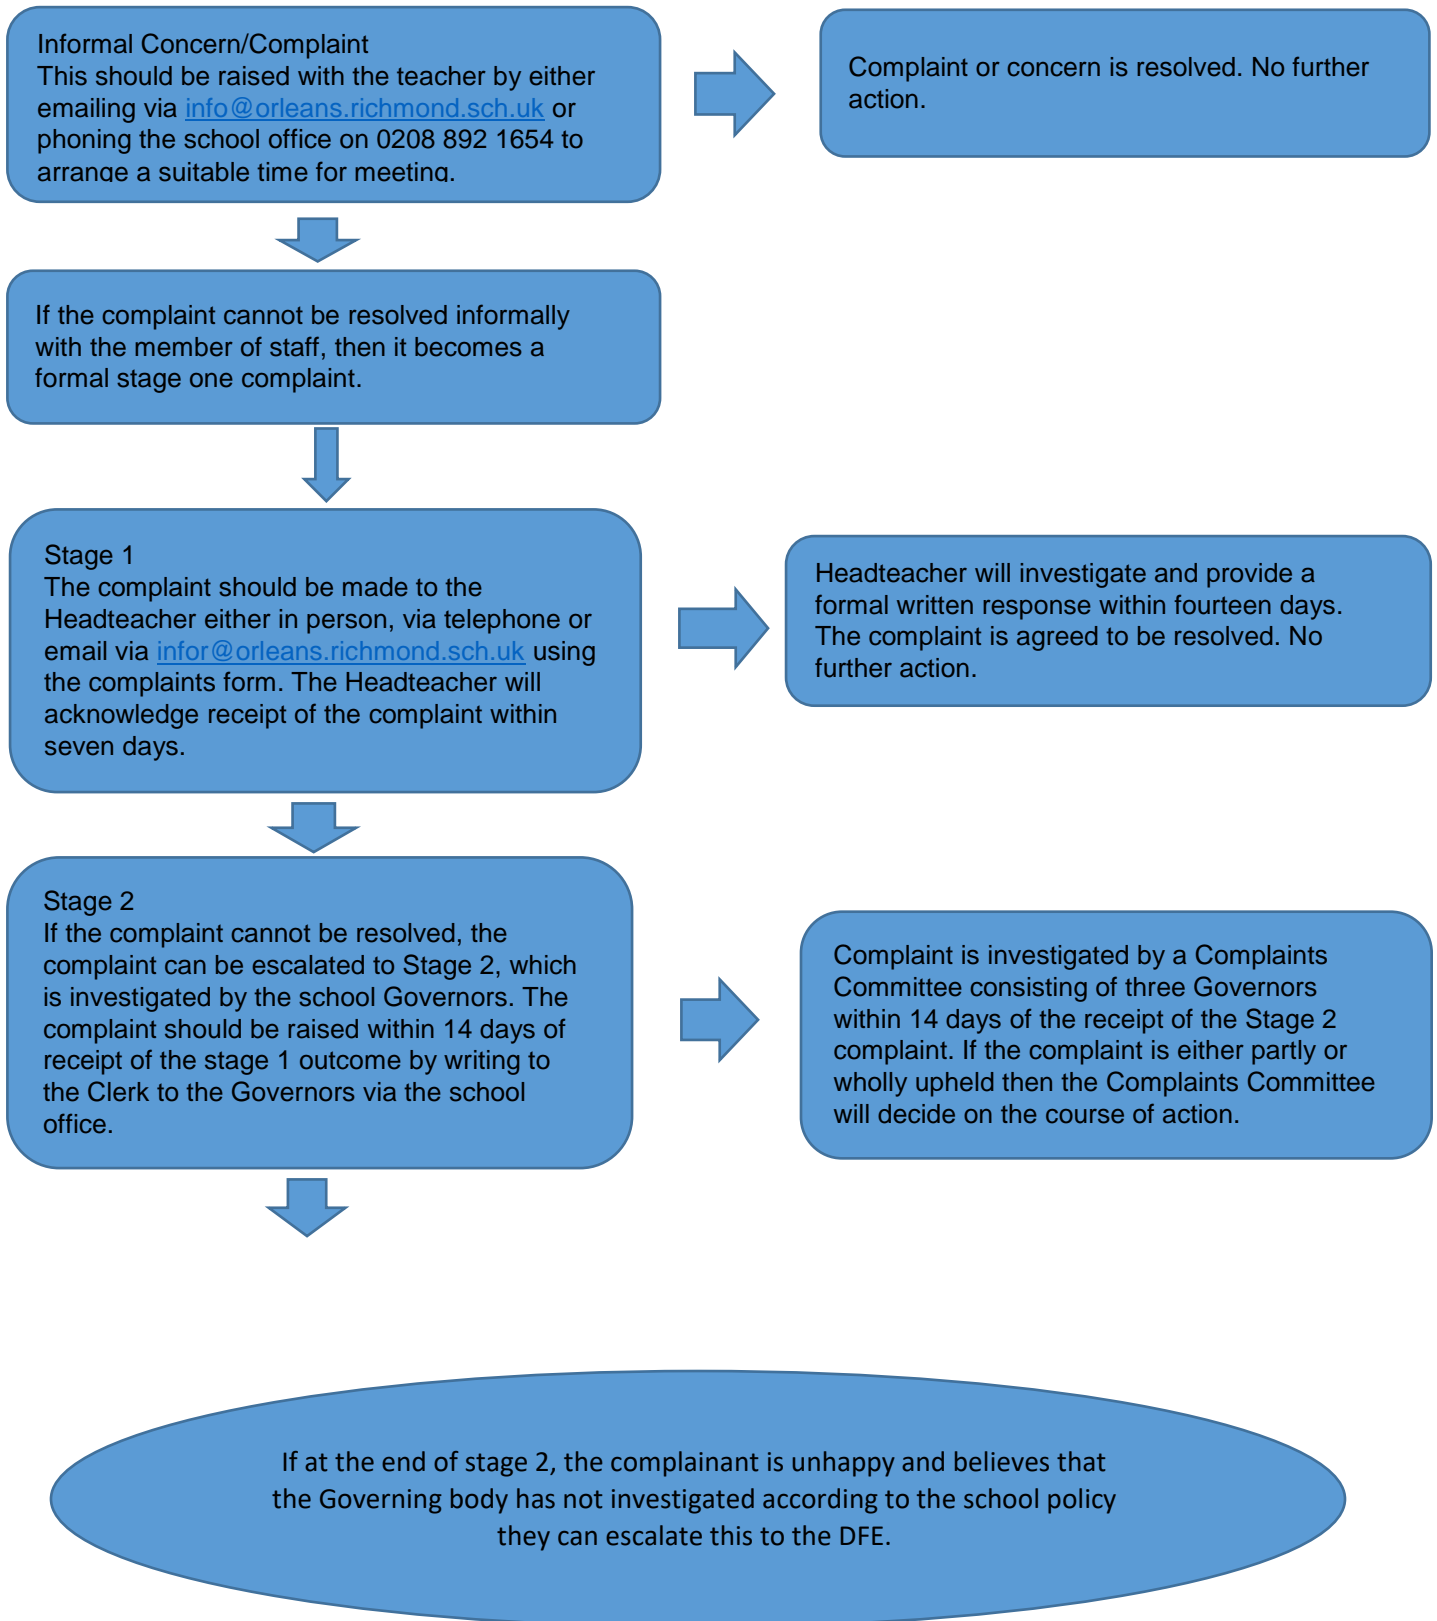 Informal Concern/Complaint
This should be raised with the teacher by either
emailing via info@orleans.richmond.sch.uk or
phoning the school office on 0208 892 1654 to
arrange a suitable time for meeting.
Complaint or concern is resolved. No further
action.
If the complaint cannot be resolved informally
with the member of staff, then it becomes a
formal stage one complaint.
Stage 1
The complaint should be made to the
Headteacher either in person, via telephone or
email via infor@orleans.richmond.sch.uk using
the complaints form. The Headteacher will
acknowledge receipt of the complaint within
seven days.
Headteacher will investigate and provide a
formal written response within fourteen days.
The complaint is agreed to be resolved. No
further action.
Stage 2
If the complaint cannot be resolved, the
complaint can be escalated to Stage 2, which
is investigated by the school Governors. The
complaint should be raised within 14 days of
receipt of the stage 1 outcome by writing to
the Clerk to the Governors via the school
office.
Complaint is investigated by a Complaints
Committee consisting of three Governors
within 14 days of the receipt of the Stage 2
complaint. If the complaint is either partly or
wholly upheld then the Complaints Committee
will decide on the course of action.
If at the end of stage 2, the complainant is unhappy and believes that
the Governing body has not investigated according to the school policy
they can escalate this to the DFE.